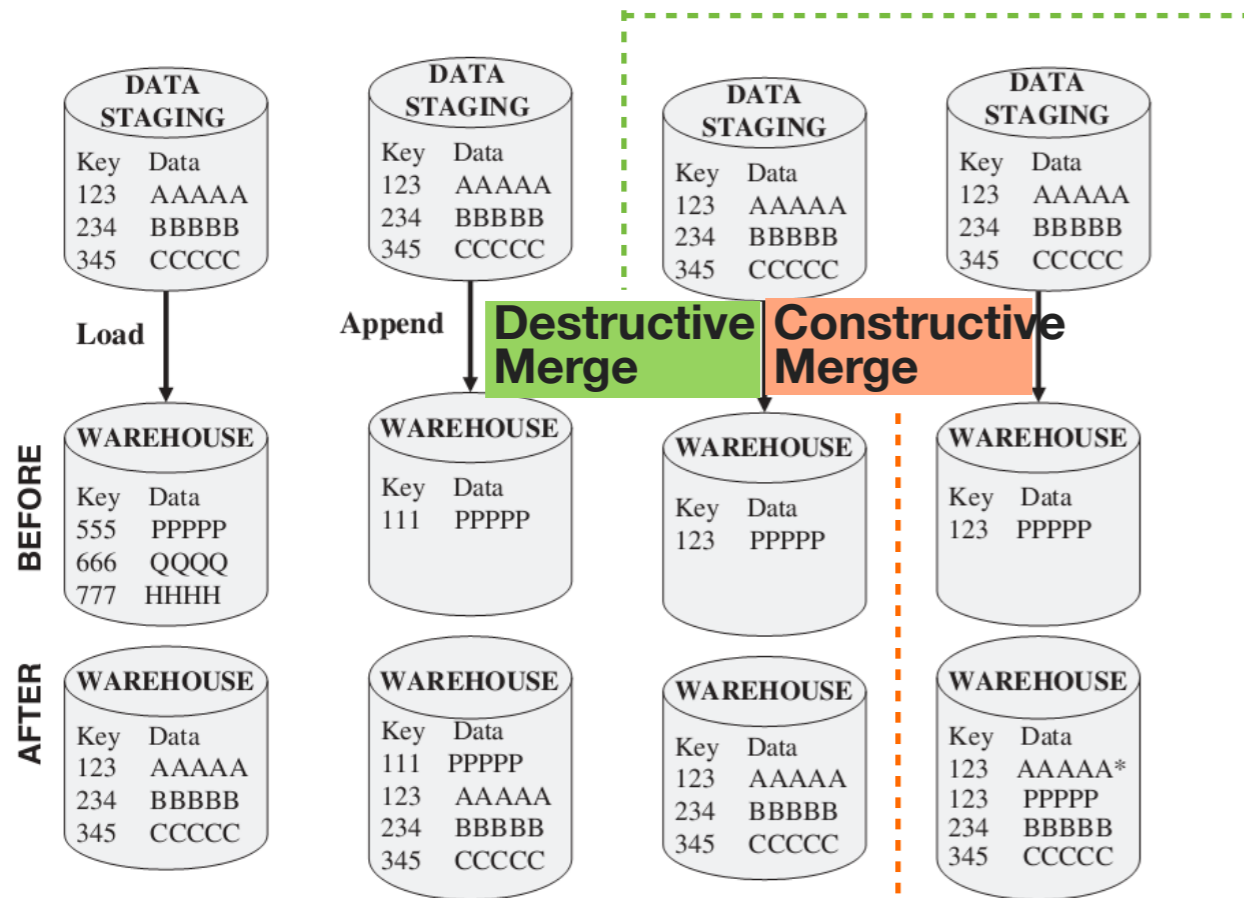 DATA
STAGING
Key Data
123 AAAAA
234 BBBBB
345 CCCCC
Load
DATA
STAGING
Key Data
123 AAAAA
234 BBBBB
345 CCCCC
Append
DATA
STAGING
Key Data
123 AAAAA
234 BBBBB
345 CCCCC
Destructive
Merge
DATA
STAGING
Key Data
123 AAAAA
234 BBBBB
345 CCCCC
Constructive
Merge
BEFORE
WAREHOUSE
Key Data
555 PPPPP
666 QQQQ
777 HHHH
WAREHOUSE
Key Data
111 PPPPP
WAREHOUSE
Key Data
123 PPPPP
WAREHOUSE
Key Data
123 PPPPP
AFTER
WAREHOUSE
Key Data
123 AAAAA
234 BBBBB
345 CCCCC
WAREHOUSE
Key Data
111 PPPPP
123 AAAAA
234 BBBBB
345 CCCCC
WAREHOUSE
Key Data
123 AAAAA
234 BBBBB
345 CCCCC
WAREHOUSE
Key Data
123 AAAAA*
123 PPPPP
234 BBBBB
345 CCCCC